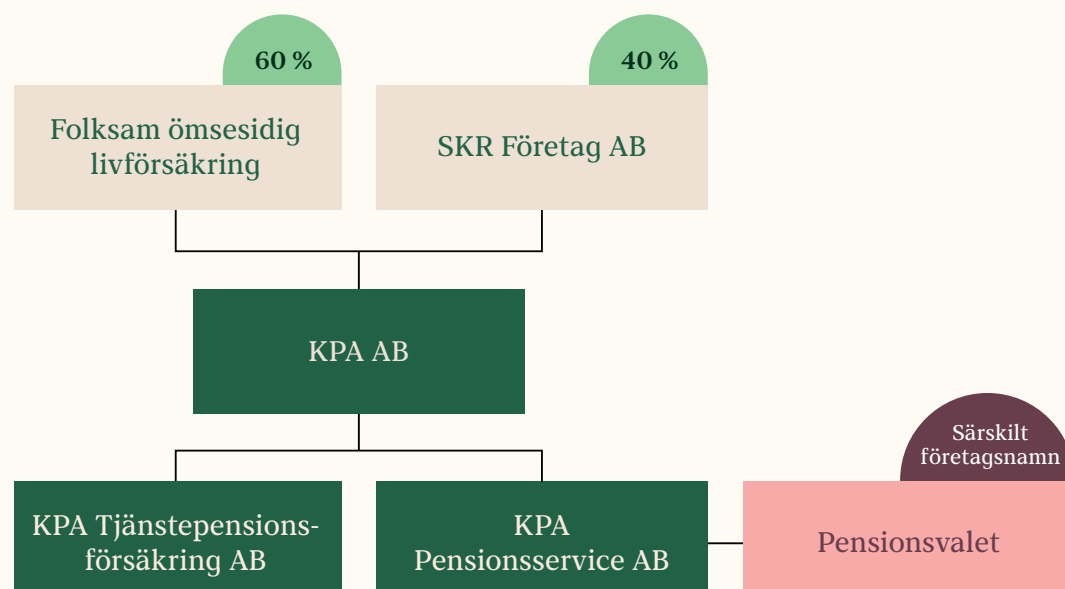 60 %
40 %
Folksam ömsesidig
livförsäkring
SKR Företag AB
KPA AB
Särskilt
företagsnamn
KPA Tjänstepensions-
försäkring AB
KPA
Pensionsservice AB
Pensionsvalet